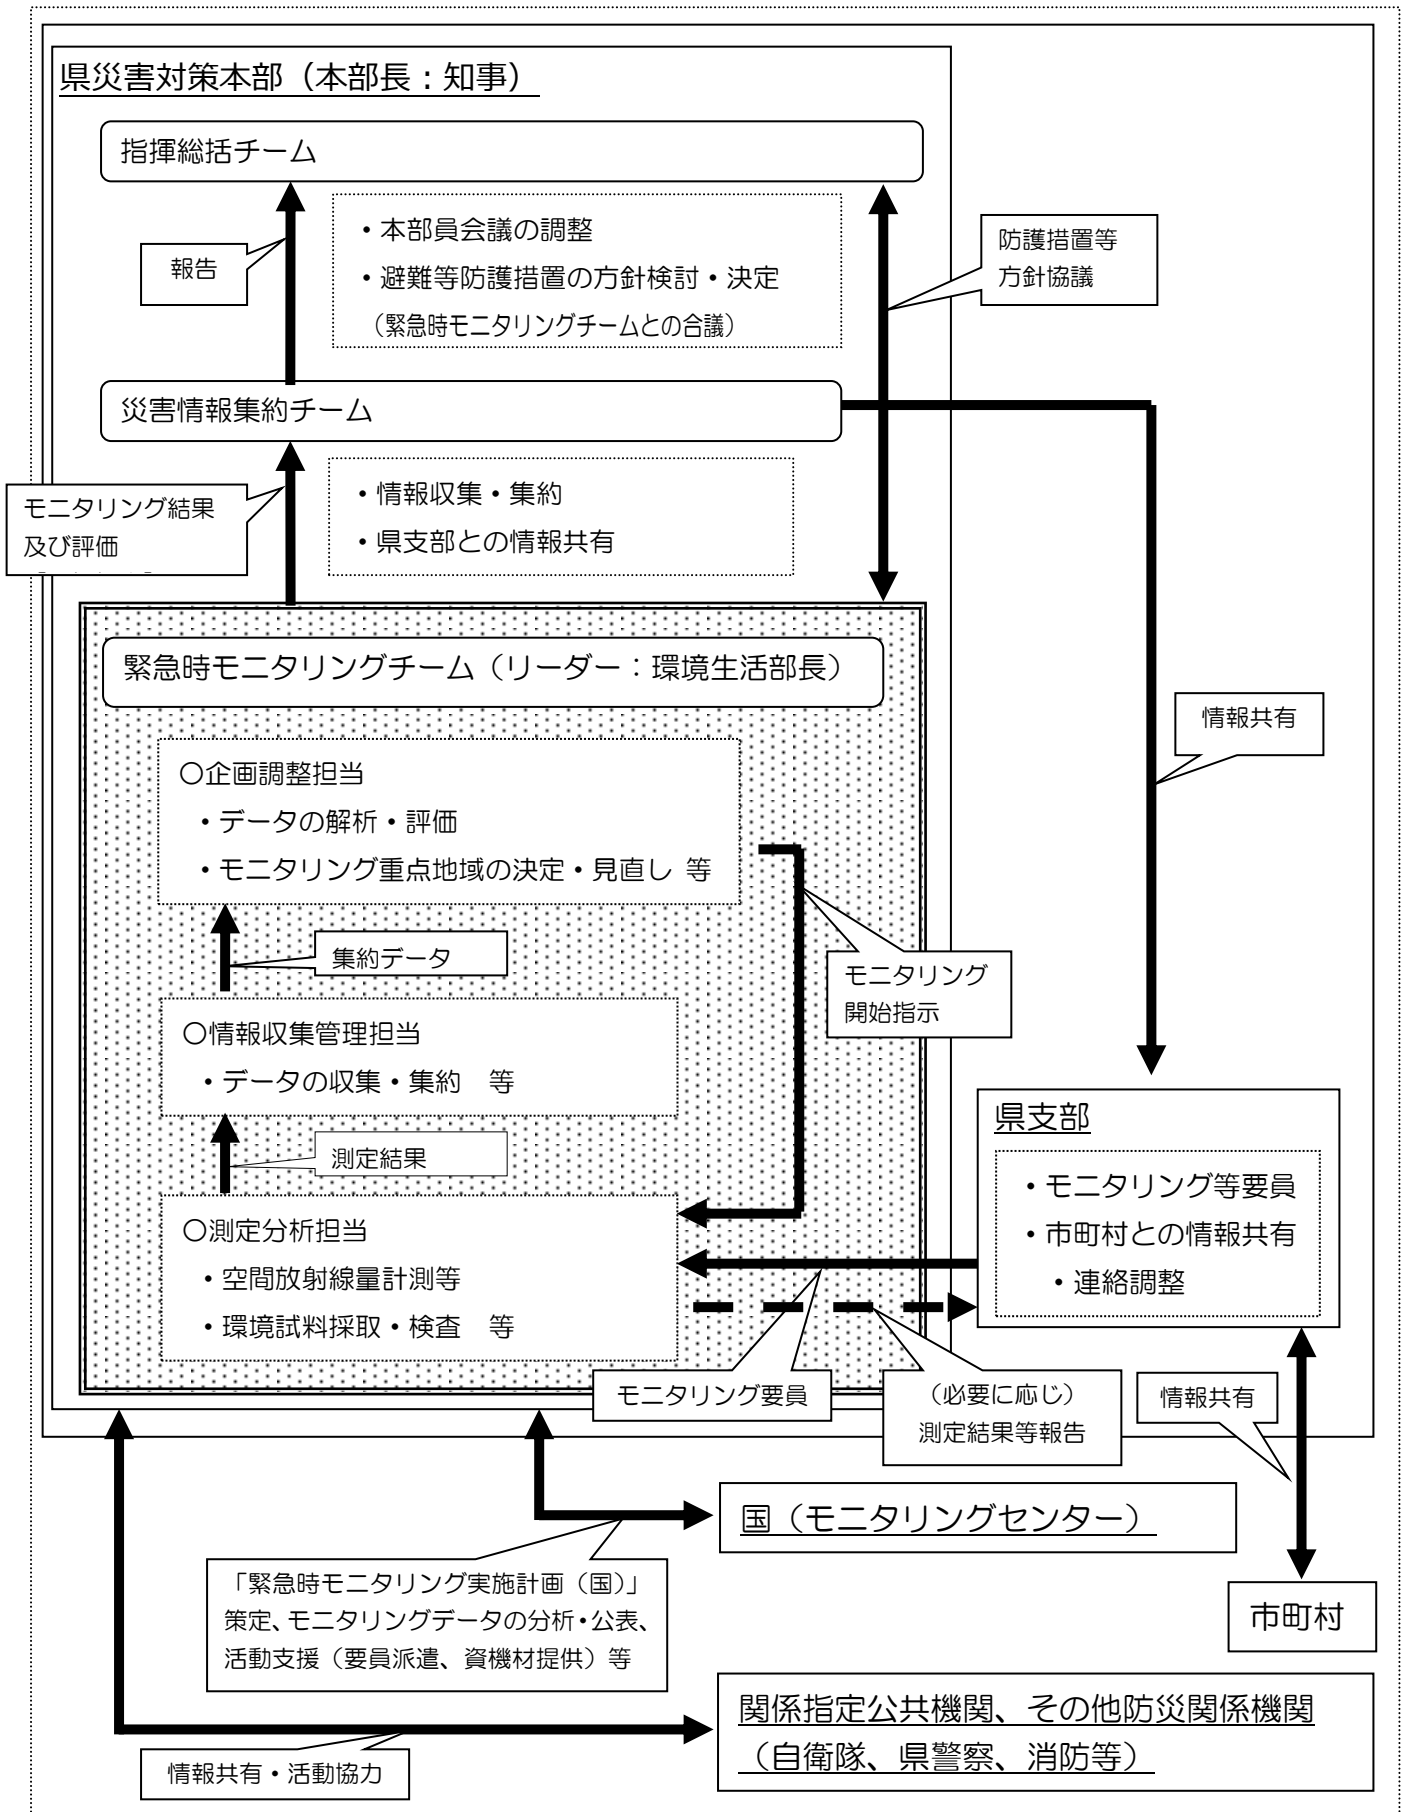 県災害対策本部（本部長：知事）
指揮総括チーム
報告
・本部員会議の調整
・避難等防護措置の方針検討・決定
（緊急時モニタリングチームとの合議）
防護措置等
方針協議
災害情報集約チーム
モニタリング結果
及び評価
・情報収集・集約
・県支部との情報共有
緊急時モニタリングチーム（リーダー：環境生活部長）
情報共有
〇企画調整担当
・データの解析・評価
・モニタリング重点地域の決定・見直し 等
集約データ
モニタリング
開始指示
〇情報収集管理担当
・データの収集・集約　等
測定結果
〇測定分析担当
・空間放射線量計測等
・環境試料採取・検査　等
県支部
・モニタリング等要員
・市町村との情報共有
・連絡調整
モニタリング要員
（必要に応じ）
測定結果等報告
情報共有
国（モニタリングセンター）
「緊急時モニタリング実施計画（国）」
策定、モニタリングデータの分析・公表、
活動支援（要員派遣、資機材提供）等
市町村
関係指定公共機関、その他防災関係機関
（自衛隊、県警察、消防等）
情報共有・活動協力